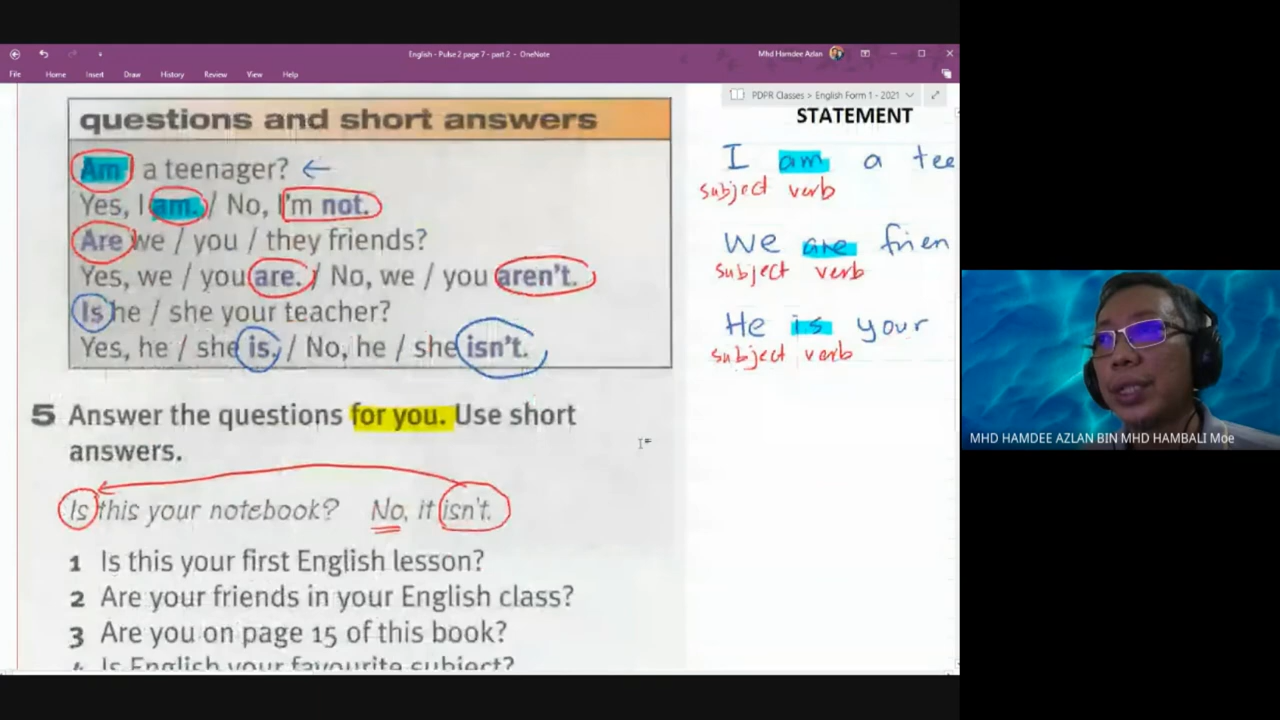 English - Pulse 2 page 7 - part 2 - OneNote
Mhd Hamdee Azlan
File Home Insert Draw History Review View Help
PDPR Classes > English Form 1 - 2021
questions and short answers
Am a teenager? ←
Yes, I am. / No, I'm not.
Are we / you / they friends?
Yes, we / you are. / No, we / you aren't.
Is he / she your teacher?
Yes, he / she is. / No, he / she isn't.
5 Answer the questions for you. Use short
answers.
Is this your notebook? No, it isn't.
1 Is this your first English lesson?
2 Are your friends in your English class?
3 Are you on page 15 of this book?
4 Is English your favourite subject?
STATEMENT
I am a tee
subject verb
We are frien
subject verb
He is your
subject verb
MHD HAMDEE AZLAN BIN MHD HAMBALI Moe